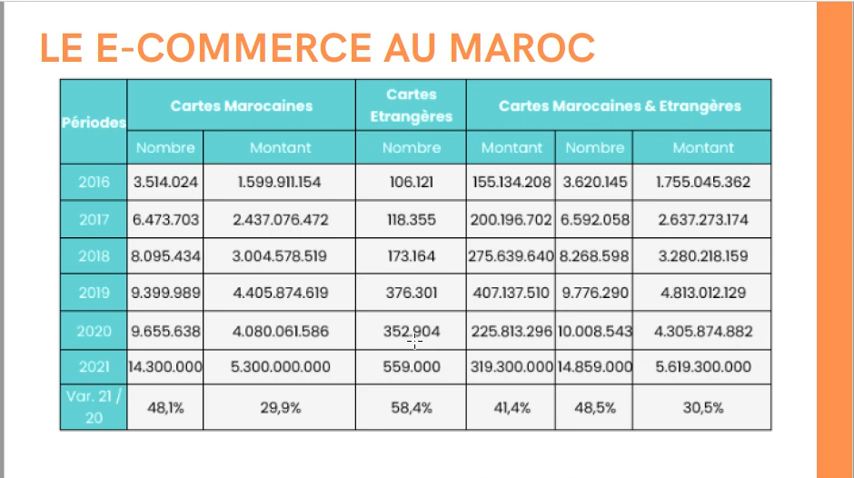 LE E-COMMERCE AU MAROC
Périodes Cartes Marocaines Cartes Etrangères Cartes Marocaines & Etrangères
Nombre Montant Nombre Montant Nombre Montant
2016 3.514.024 1.599.911.154 106.121 155.134.208 3.620.145 1.755.045.362
2017 6.473.703 2.437.076.472 118.355 200.196.702 6.592.058 2.637.273.174
2018 8.095.434 3.004.578.519 173.164 275.639.640 8.268.598 3.280.218.159
2019 9.399.989 4.405.874.619 376.301 407.137.510 9.776.290 4.813.012.129
2020 9.655.638 4.080.061.586 352.904 225.813.296 10.008.543 4.305.874.882
2021 14.300.000 5.300.000.000 559.000 319.300.000 14.859.000 5.619.300.000
Var. 21 / 20 48,1% 29,9% 58,4% 41,4% 48,5% 30,5%